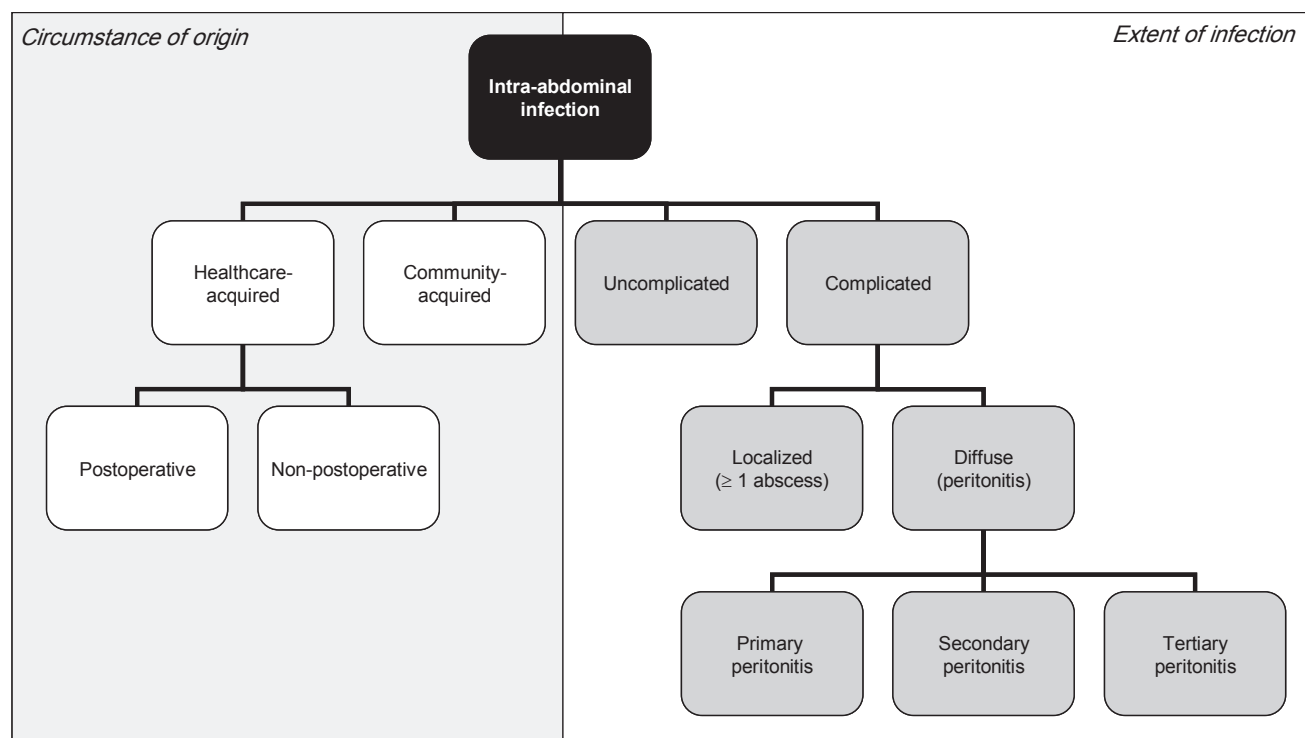 Circumstance of origin
Extent of infection
Intra-abdominal
infection
Healthcare-
acquired
Community-
acquired
Uncomplicated
Complicated
Postoperative
Non-postoperative
Localized
(≥ 1 abscess)
Diffuse
(peritonitis)
Primary
peritonitis
Secondary
peritonitis
Tertiary
peritonitis